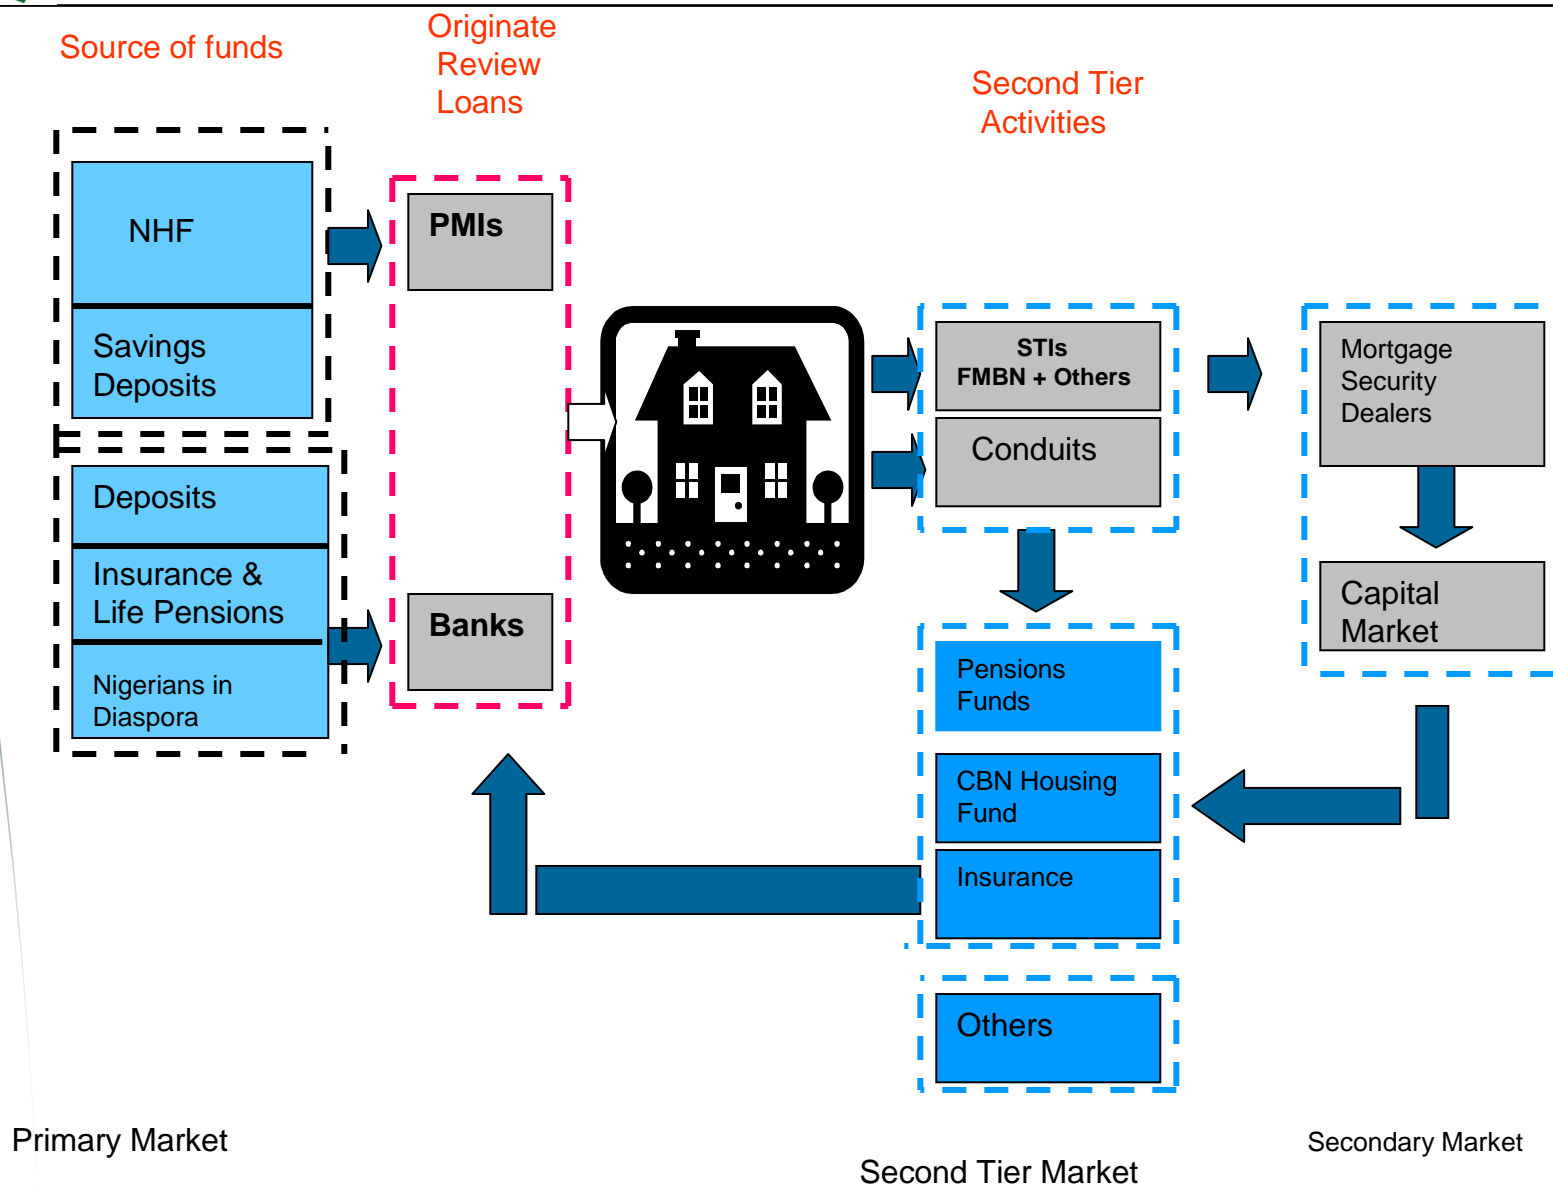 Source of funds
Originate
Review
Loans
Second Tier
Activities
NHF
Savings
Deposits
Deposits
Insurance &
Life Pensions
Nigerians in
Diaspora
PMIs
Banks
STIs
FMBN + Others
Conduits
Pensions
Funds
CBN Housing
Fund
Insurance
Others
Mortgage
Security
Dealers
Capital
Market
Primary Market
Second Tier Market
Secondary Market